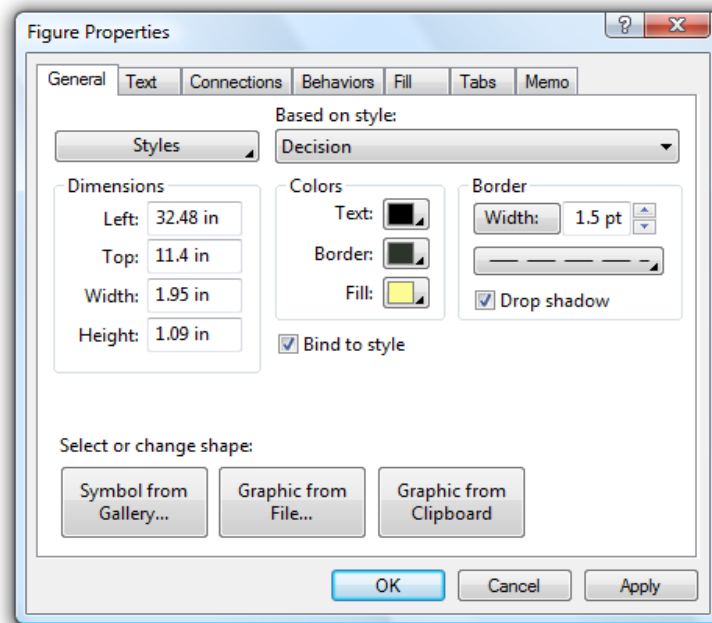 Figure Properties
?
General Text Connections Behaviors Fill Tabs Memo
Based on style:
Styles
Decision
Dimensions
Left: 32.48 in
Top: 11.4 in
Width: 1.95 in
Height: 1.09 in
Colors
Text:
Border:
Fill:
Border
Width: 1.5 pt
Drop shadow
Bind to style
Select or change shape:
Symbol from
Gallery...
Graphic from
File...
Graphic from
Clipboard
OK Cancel Apply